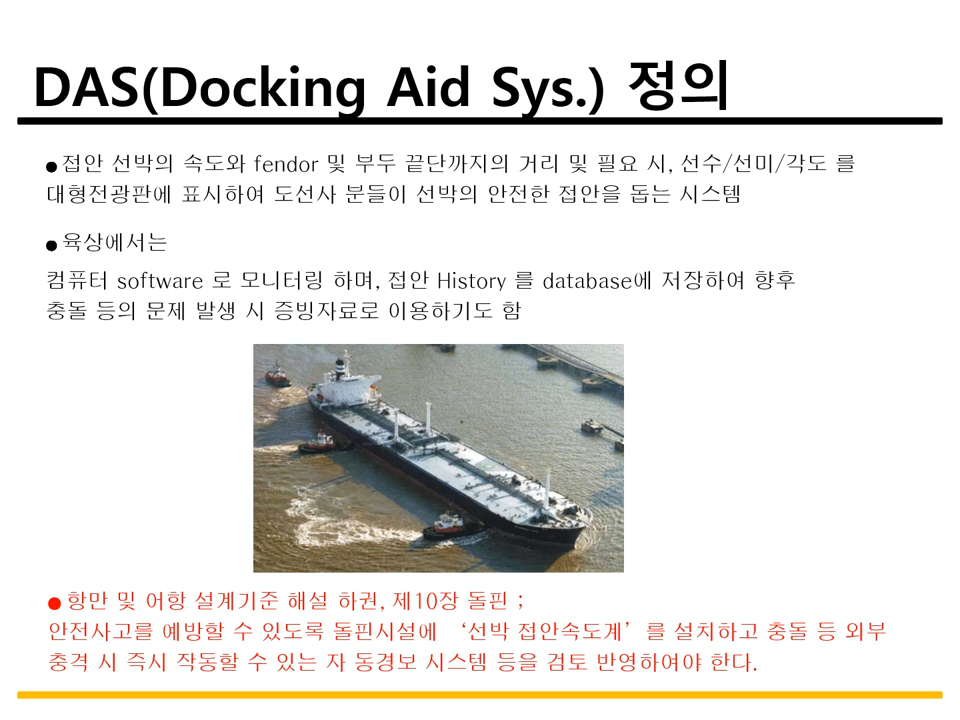 DAS(Docking Aid Sys.) 정의
●접안 선박의 속도와 fendor 및 부두 끝단까지의 거리 및 필요 시, 선수/선미/각도 를
대형전광판에 표시하여 도선사 분들이 선박의 안전한 접안을 돕는 시스템
●육상에서는
컴퓨터 software 로 모니터링 하며, 접안 History 를 database에 저장하여 향후
충돌 등의 문제 발생 시 증빙자료로 이용하기도 함
●항만 및 어항 설계기준 해설 하권, 제10장 돌핀 ;
안전사고를 예방할 수 있도록 돌핀시설에 ‘선박 접안속도계’ 를 설치하고 충돌 등 외부
충격 시 즉시 작동할 수 있는 자 동경보 시스템 등을 검토 반영하여야 한다.